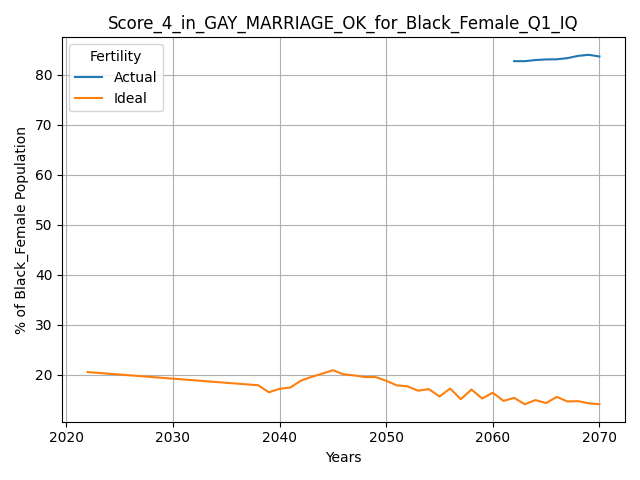 Score_4_in_GAY_MARRIAGE_OK_for_Black_Female_Q1_IQ
Fertility
Actual
Ideal
80
70
60
50
40
30
20
% of Black_Female Population
2020 2030 2040 2050 2060 2070
Years